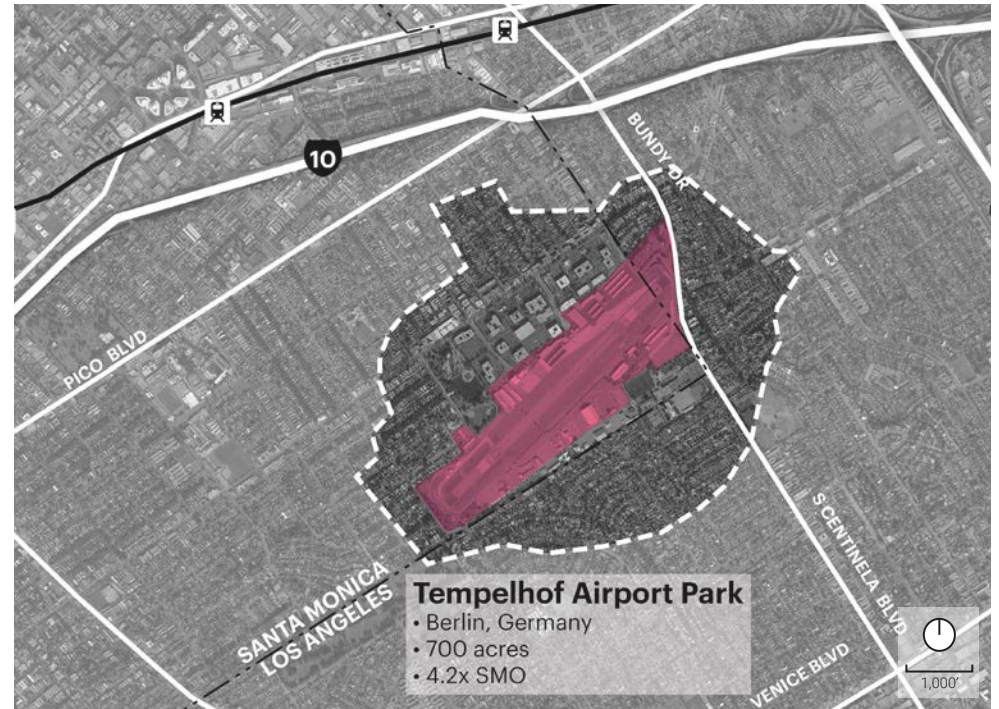 10
BUNDY DR
PICO BLVD
SANTA MONICA
LOS ANGELES
S CENTINELA BLVD
VENICE BLVD
Tempelhof Airport Park
• Berlin, Germany
• 700 acres
• 4.2x SMO
1,000'